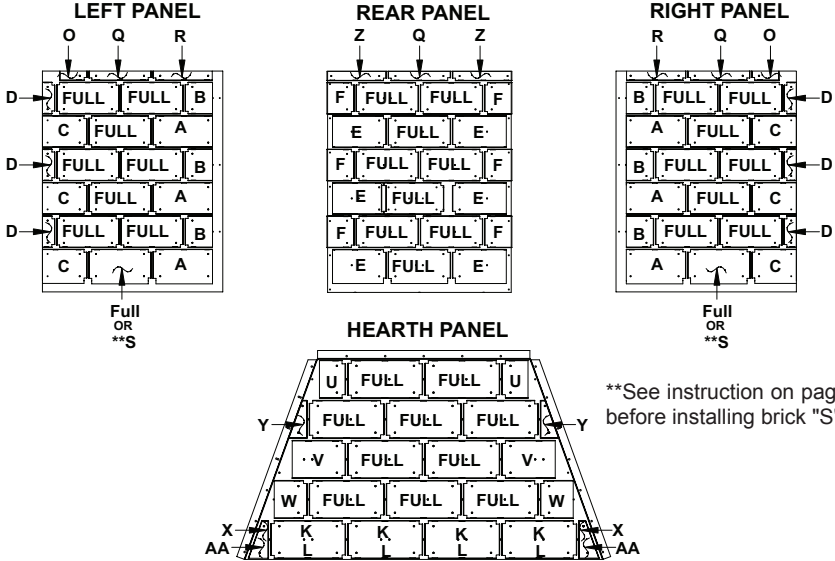 LEFT PANEL
O Q R
D FULL FULL B
C FULL A
D FULL FULL B
C FULL A
D FULL FULL B
C A
Full
OR
**S
REAR PANEL
Z Q Z
F FULL FULL F
E FULL E
F FULL FULL F
E FULL E
F FULL FULL F
E FULL E
RIGHT PANEL
R Q O
B FULL FULL D
A FULL C
B FULL FULL D
A FULL C
B FULL FULL D
A C
Full
OR
**S
HEARTH PANEL
U FULL FULL U
Y FULL FULL FULL Y
V FULL FULL V
W FULL FULL FULL W
X K K K K X
AA L L L L AA
**See instruction on pag
before installing brick "S"